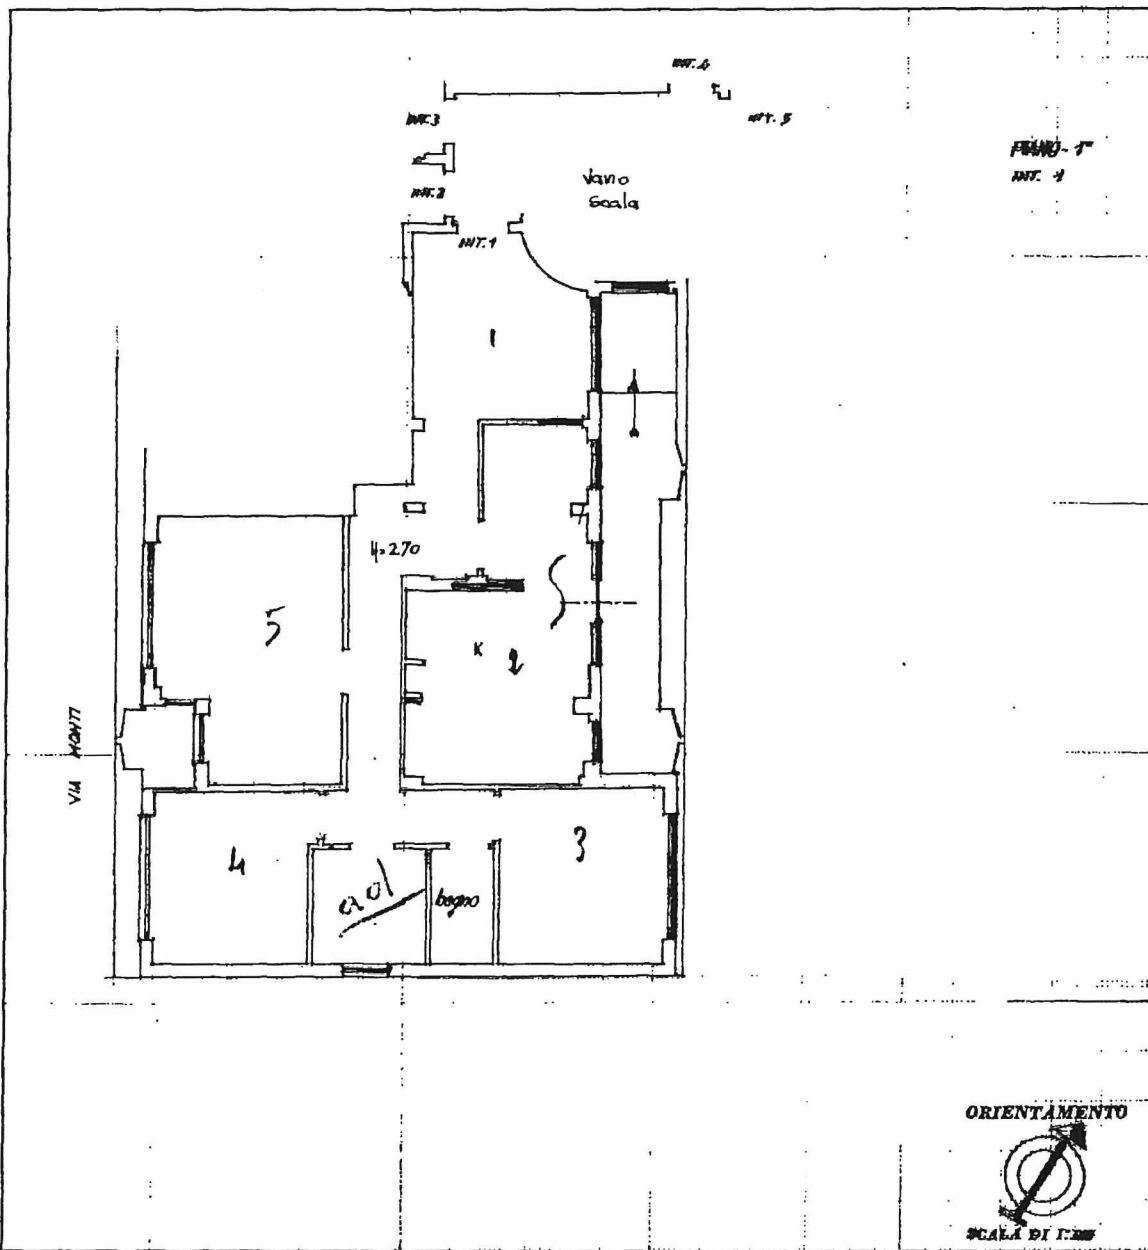 INT. 4
INT. 3
INT. 5
PIANO - 1°
INT. 1
Vano
Scala
INT. 2
INT. 1
1
H=270
5
K 2
VIA MONTI
4
3
bagno
ORIENTAMENTO
SCALA DI